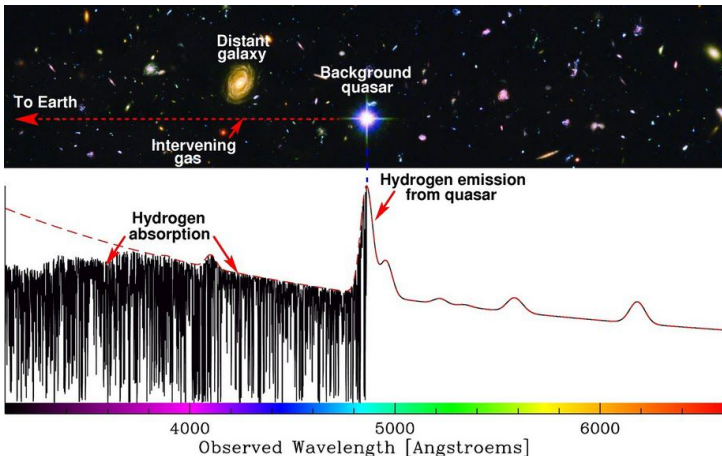 Distant
galaxy
Background
quasar
To Earth
Intervening
gas
Hydrogen emission
from quasar
Hydrogen
absorption
4000 5000 6000
Observed Wavelength [Angstroems]